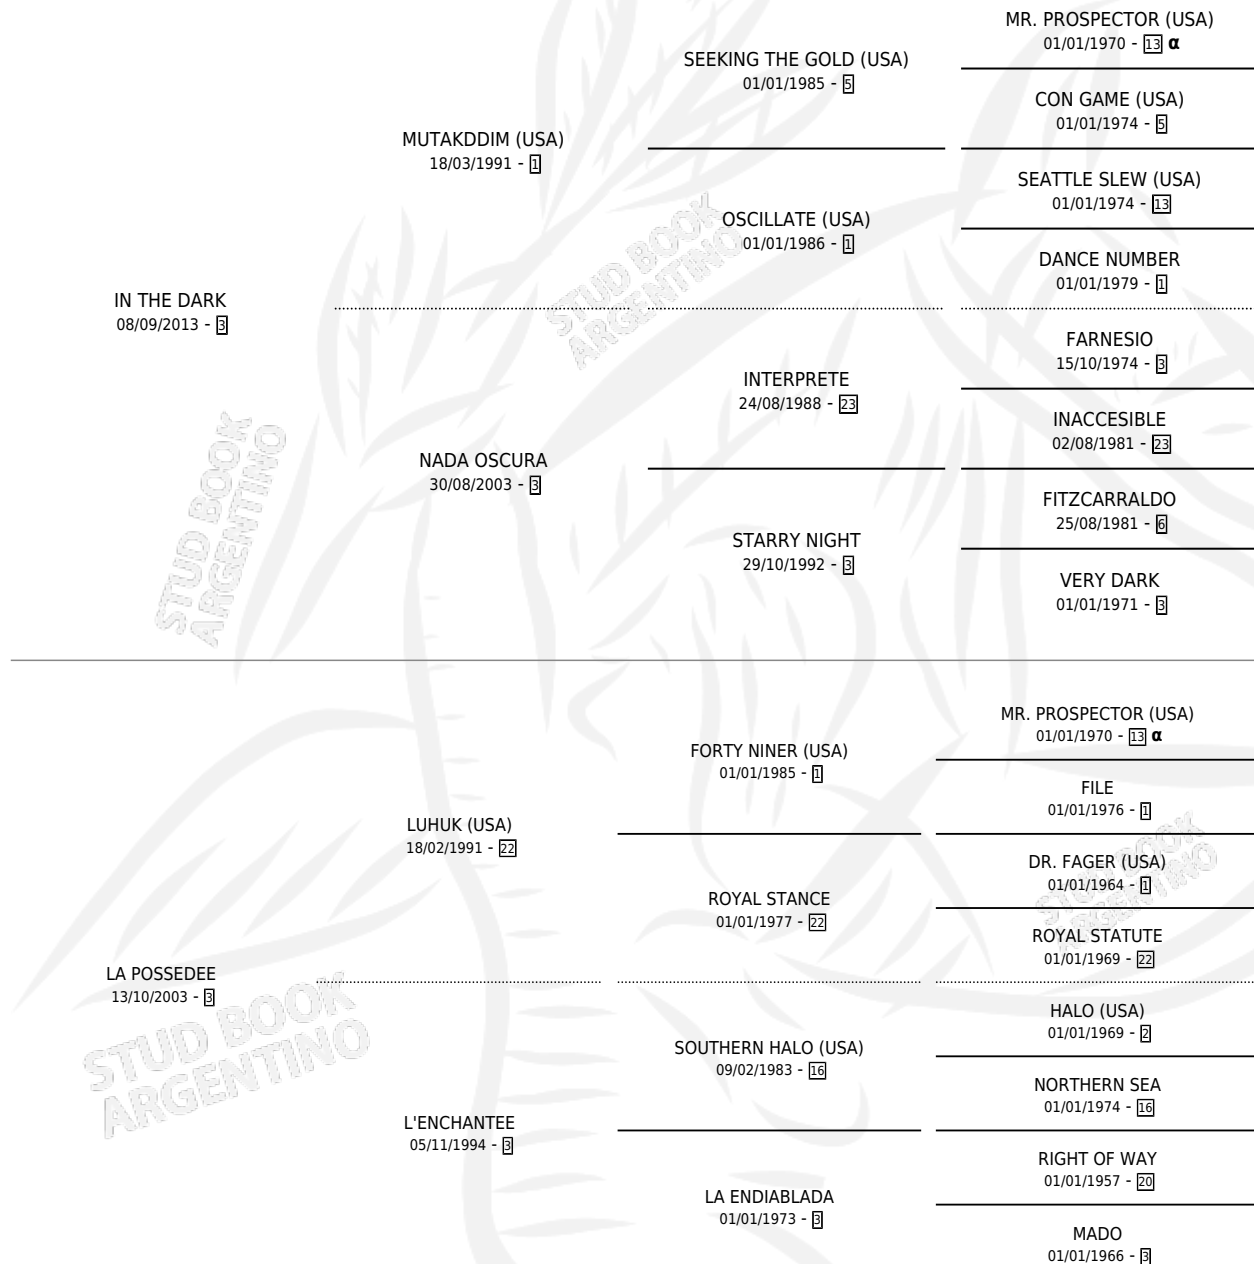 MR. PROSPECTOR (USA)
01/01/1970 - 13 α
SEEKING THE GOLD (USA)
01/01/1985 - 5
CON GAME (USA)
01/01/1974 - 5
MUTAKDDIM (USA)
18/03/1991 - 1
SEATTLE SLEW (USA)
01/01/1974 - 13
OSCILLATE (USA)
01/01/1986 - 1
DANCE NUMBER
01/01/1979 - 1
IN THE DARK
08/09/2013 - 3
FARNESIO
15/10/1974 - 3
INTERPRETE
24/08/1988 - 23
INACCESIBLE
02/08/1981 - 23
NADA OSCURA
30/08/2003 - 3
FITZCARRALDO
25/08/1981 - 6
STARRY NIGHT
29/10/1992 - 3
VERY DARK
01/01/1971 - 3
STUD BOOK
ARGENTINO
STUD BOOK
ARGENTINO
MR. PROSPECTOR (USA)
01/01/1970 - 13 α
FORTY NINER (USA)
01/01/1985 - 1
FILE
01/01/1976 - 1
LUHUK (USA)
18/02/1991 - 22
DR. FAGER (USA)
01/01/1964 - 1
ROYAL STANCE
01/01/1977 - 22
ROYAL STATUTE
01/01/1969 - 22
LA POSSEDEE
13/10/2003 - 3
HALO (USA)
01/01/1969 - 2
SOUTHERN HALO (USA)
09/02/1983 - 16
NORTHERN SEA
01/01/1974 - 16
L'ENCHANTEE
05/11/1994 - 3
RIGHT OF WAY
01/01/1957 - 20
LA ENDIABLADA
01/01/1973 - 3
MADO
01/01/1966 - 3
STUD BOOK
ARGENTINO
STUD BOOK
ARGENTINO